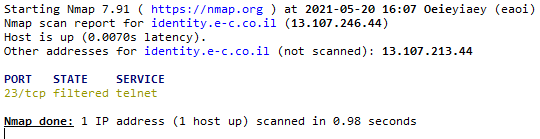 Starting Nmap 7.91 ( https://nmap.org ) at 2021-05-20 16:07 Oeieyiaey (eaoi)
Nmap scan report for identity.e-c.co.il (13.107.246.44)
Host is up (0.0070s latency).
Other addresses for identity.e-c.co.il (not scanned): 13.107.213.44
PORT STATE SERVICE
23/tcp filtered telnet
Nmap done: 1 IP address (1 host up) scanned in 0.98 seconds